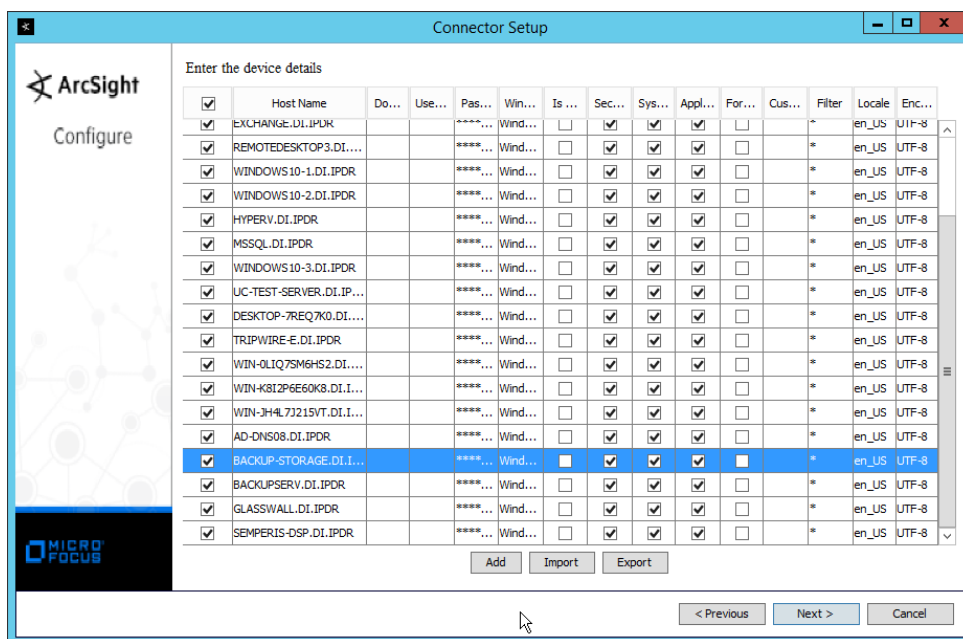 Connector Setup
ArcSight
Configure
Enter the device details
Host Name Do... Use... Pas... Win... Is ... Sec... Sys... Appl... For... Cus... Filter Locale Enc...
EXCHANGE.DI.IPDR ****... Wind... * en_US UTF-8
REMOTEDESKTOP3.DI.... ****... Wind... * en_US UTF-8
WINDOWS10-1.DI.IPDR ****... Wind... * en_US UTF-8
WINDOWS10-2.DI.IPDR ****... Wind... * en_US UTF-8
HYPERV.DI.IPDR ****... Wind... * en_US UTF-8
MSSQL.DI.IPDR ****... Wind... * en_US UTF-8
WINDOWS10-3.DI.IPDR ****... Wind... * en_US UTF-8
UC-TEST-SERVER.DI.IP... ****... Wind... * en_US UTF-8
DESKTOP-7REQ7K0.DI.... ****... Wind... * en_US UTF-8
TRIPWIRE-E.DI.IPDR ****... Wind... * en_US UTF-8
WIN-0LIQ7SM6HS2.DI.... ****... Wind... * en_US UTF-8
WIN-K8I2P6E60K8.DI.I... ****... Wind... * en_US UTF-8
WIN-JH4L7J215VT.DI.I... ****... Wind... * en_US UTF-8
AD-DNS08.DI.IPDR ****... Wind... * en_US UTF-8
BACKUP-STORAGE.DI.I... ****... Wind... * en_US UTF-8
BACKUPSERV.DI.IPDR ****... Wind... * en_US UTF-8
GLASSWALL.DI.IPDR ****... Wind... * en_US UTF-8
SEMPERIS-DSP.DI.IPDR ****... Wind... * en_US UTF-8
MICRO
FOCUS
Add Import Export
< Previous Next > Cancel